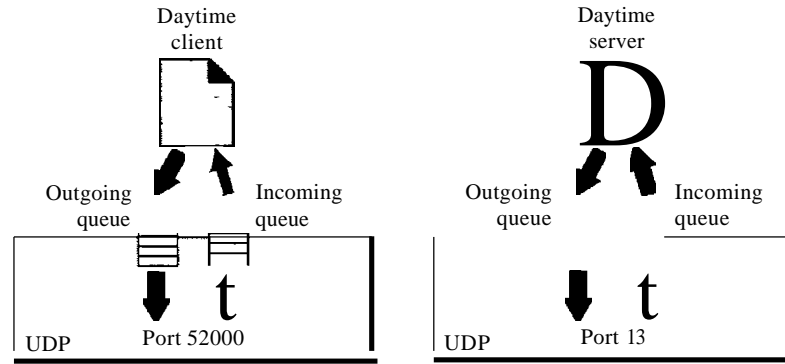 Daytime
client
Daytime
server
D
Outgoing
queue
Incoming
queue
Outgoing
queue
Incoming
queue
t
t
UDP
Port 52000
UDP
Port 13